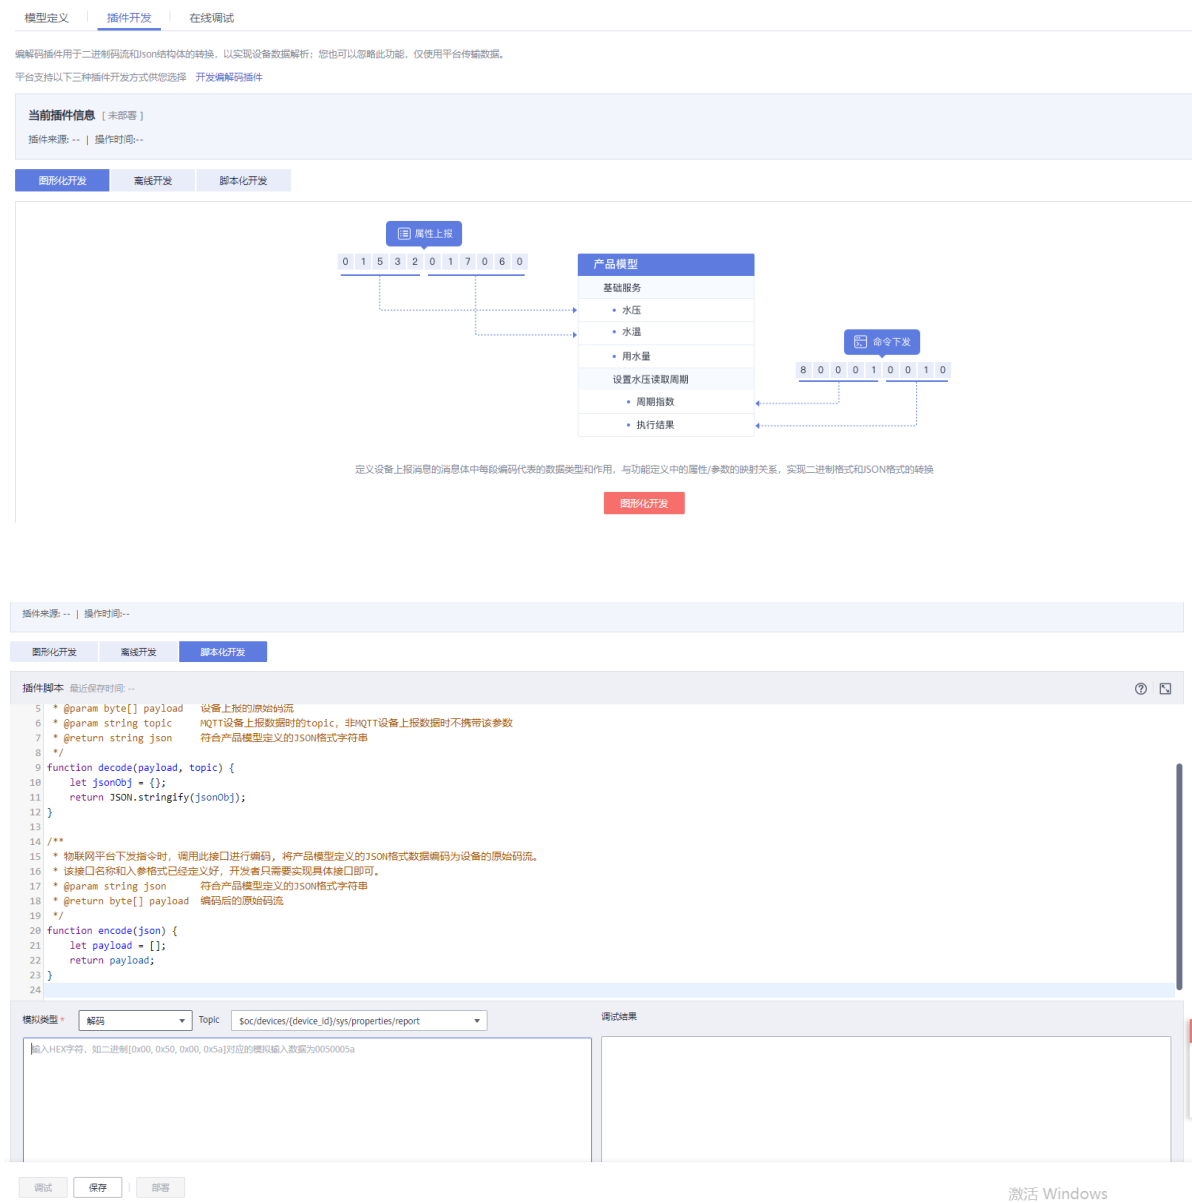 模型定义 插件开发 在线调试
编解码插件用于二进制码流和Json结构体的转换，以实现设备数据解析；您也可以忽略此功能，仅使用平台传输数据。
平台支持以下三种插件开发方式供您选择 开发编解码插件
当前插件信息 [ 未部署 ]
插件来源: -- | 操作时间:--
图形化开发 离线开发 脚本化开发
属性上报
0 1 5 3 2 0 1 7 0 6 0
产品模型
基础服务
• 水压
• 水温
• 用水量
设置水压读取周期
• 周期指数
• 执行结果
命令下发
8 0 0 0 1 0 0 1 0
定义设备上报消息的消息体中每段编码代表的数据类型和作用，与功能定义中的属性/参数的映射关系，实现二进制格式和JSON格式的转换
图形化开发
插件来源: -- | 操作时间:--
图形化开发 离线开发 脚本化开发
插件脚本 最近保存时间: --
5 * @param byte[] payload 设备上报的原始码流
6 * @param string topic MQTT设备上报数据时的topic，非MQTT设备上报数据时不携带该参数
7 * @return string json 符合产品模型定义的JSON格式字符串
8 */
9 function decode(payload, topic) {
10 let jsonObj = {};
11 return JSON.stringify(jsonObj);
12 }
13
14 /**
15 * 物联网平台下发指令时，调用此接口进行编码, 将产品模型定义的JSON格式数据编码为设备的原始码流。
16 * 该接口名称和入参格式已经定义好，开发者只需要实现具体接口即可。
17 * @param string json 符合产品模型定义的JSON格式字符串
18 * @return byte[] payload 编码后的原始码流
19 */
20 function encode(json) {
21 let payload = [];
22 return payload;
23 }
24
模拟类型 * 解码 Topic $oc/devices/{device_id}/sys/properties/report 调试结果
输入HEX字符，如二进制[0x00, 0x50, 0x00, 0x5a]对应的模拟输入数据为0050005a
调试 保存 部署
激活 Windows